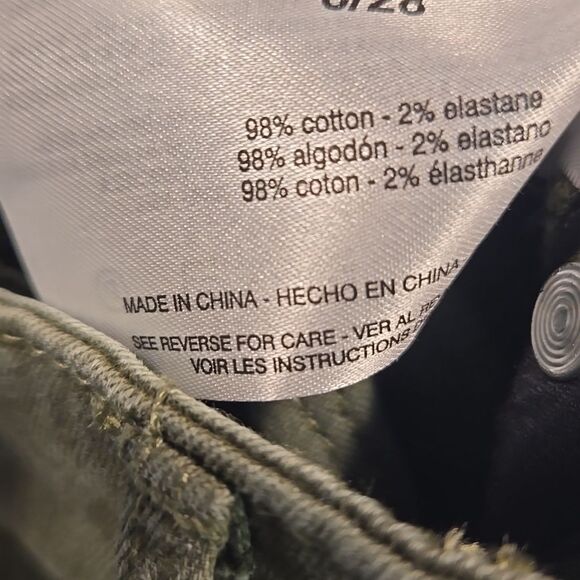 98% cotton - 2% elastane
98% algodón - 2% elastano
98% coton - 2% élasthanne
MADE IN CHINA - HECHO EN CHINA
SEE REVERSE FOR CARE - VER AL
VOIR LES INSTRUCTIONS